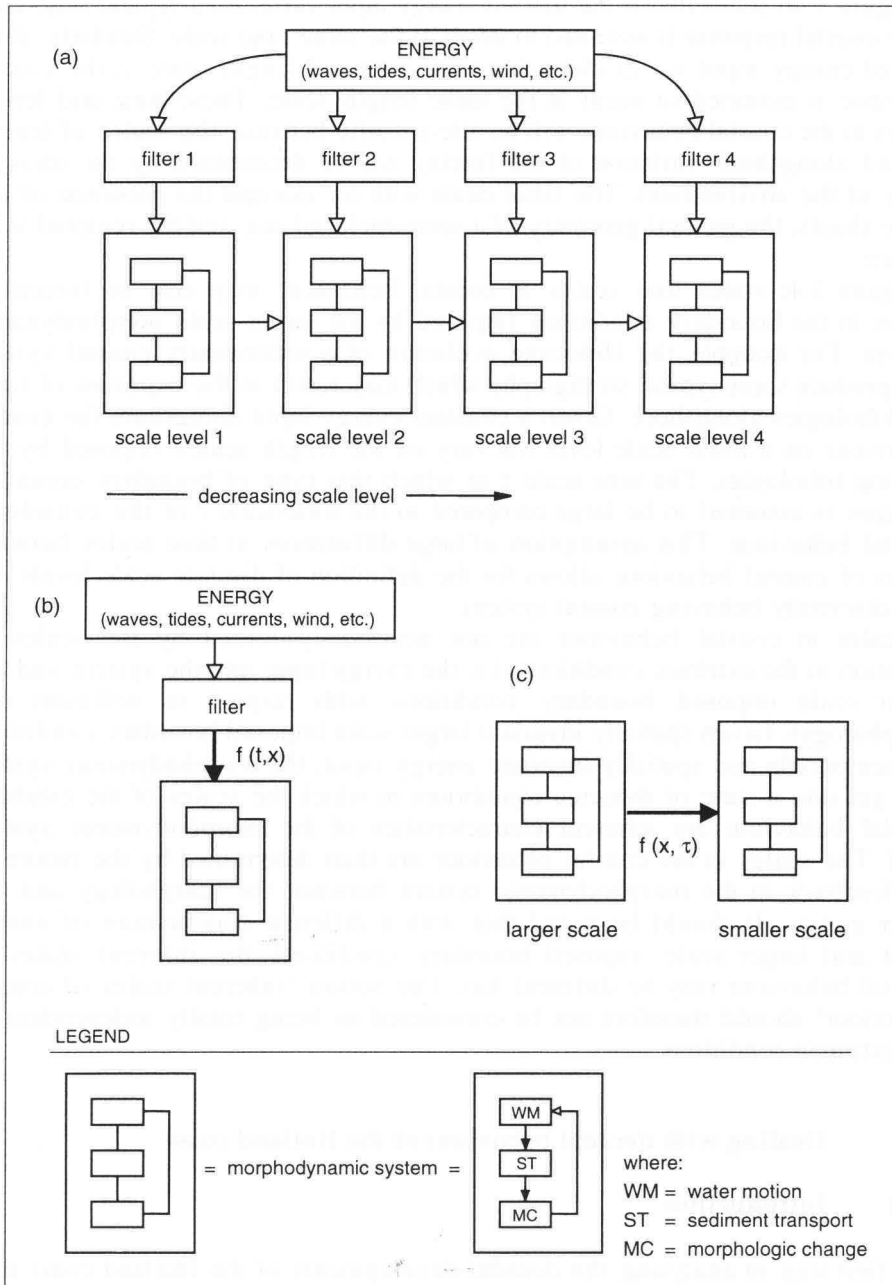 (a)
ENERGY
(waves, tides, currents, wind, etc.)
filter 1
filter 2
filter 3
filter 4
scale level 1
scale level 2
scale level 3
scale level 4
decreasing scale level
(b)
ENERGY
(waves, tides, currents, wind, etc.)
filter
f (t,x)
(c)
f (x, τ)
larger scale
smaller scale
LEGEND
= morphodynamic system =
WM
ST
MC
where:
WM = water motion
ST = sediment transport
MC = morphologic change